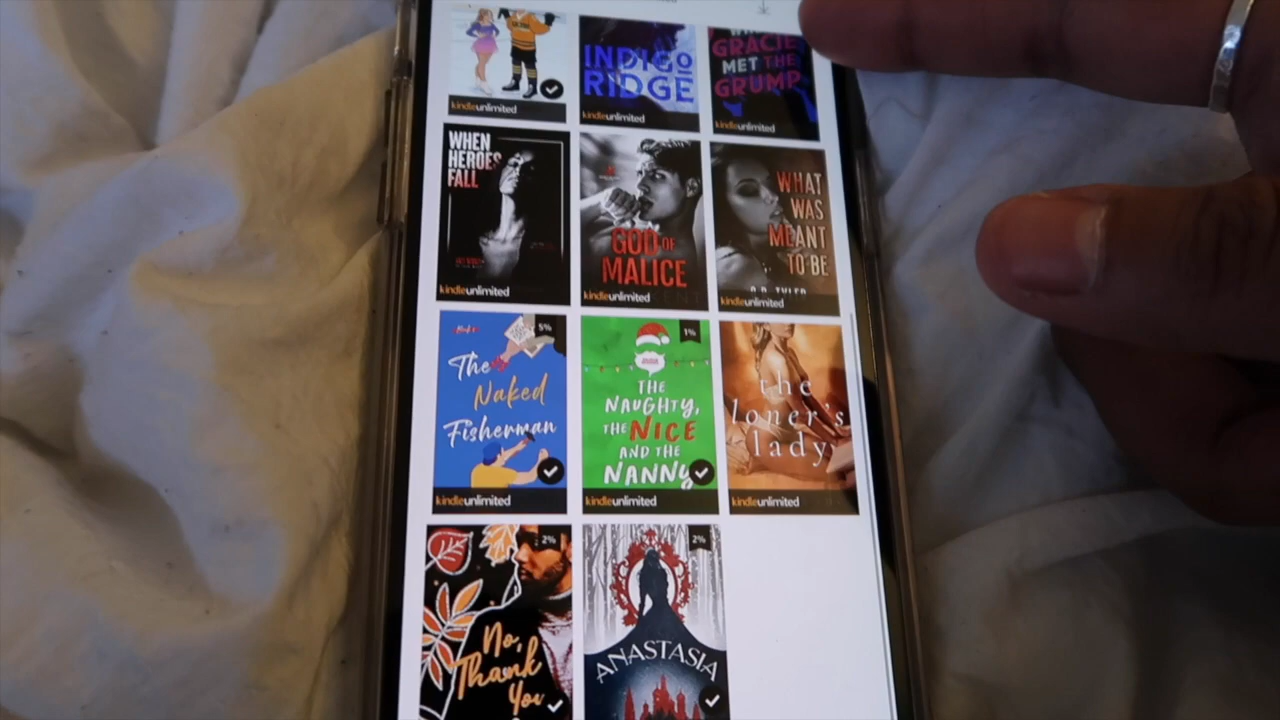 kindleunlimited
INDIGO
RIDGE
kindleunlimited
GRACIE
MET THE
GRUMP
kindleunlimited
WHEN
HEROES
FALL
kindleunlimited
GOD OF
MALICE
kindleunlimited
WHAT
WAS
MEANT
TO BE
kindleunlimited
5%
The
Naked
Fisherman
kindleunlimited
1%
THE
NAUGHTY,
THE NICE
AND THE
NANNY
kindleunlimited
the
loner's
lady
kindleunlimited
2%
No,
Thank
You
2%
ANASTASIA